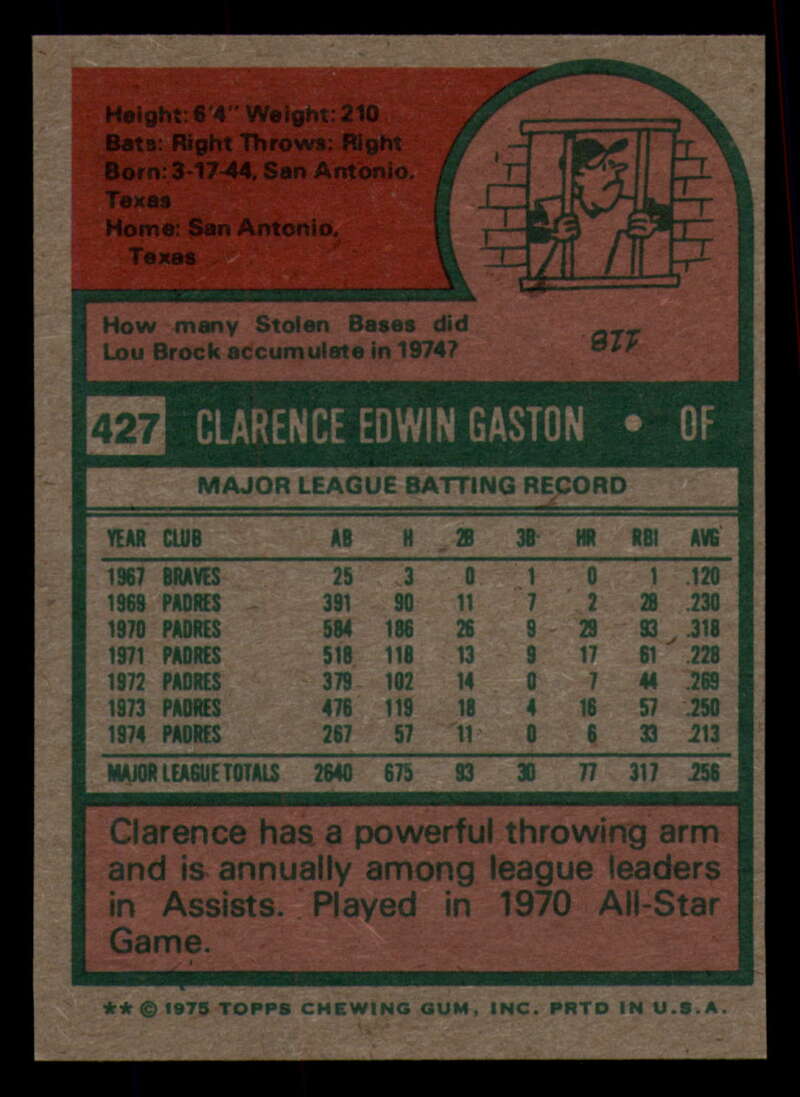 Height: 6'4" Weight: 210
Bats: Right Throws: Right
Born: 3-17-44, San Antonio,
Texas
Home: San Antonio,
Texas
How many Stolen Bases did
Lou Brock accumulate in 1974?
118
427 CLARENCE EDWIN GASTON • OF
MAJOR LEAGUE BATTING RECORD
YEAR CLUB AB H 2B 3B HR RBI AVG
1967 BRAVES 25 3 0 1 0 1 .120
1969 PADRES 391 90 11 7 2 28 .230
1970 PADRES 584 186 26 9 29 93 .318
1971 PADRES 518 118 13 9 17 61 .228
1972 PADRES 379 102 14 0 7 44 .269
1973 PADRES 476 119 18 4 16 57 .250
1974 PADRES 267 57 11 0 6 33 .213
MAJOR LEAGUE TOTALS 2640 675 93 30 77 317 .256
Clarence has a powerful throwing arm
and is annually among league leaders
in Assists. Played in 1970 All-Star
Game.
** © 1975 TOPPS CHEWING GUM, INC. PRTD IN U.S.A.